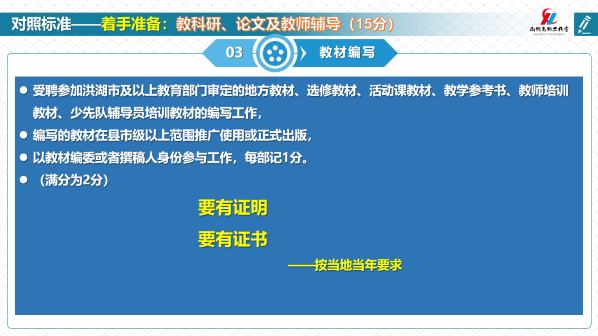 对照标准——着手准备：教科研、论文及教师辅导（15分）
03
教材编写
受聘参加洪湖市及以上教育部门审定的地方教材、选修教材、活动课教材、教学参考书、教师培训
教材、少先队辅导员培训教材的编写工作，
编写的教材在县市级以上范围推广使用或正式出版，
以教材编委或者撰稿人身份参与工作，每部记1分。
（满分为2分）
要有证明
要有证书
——按当地当年要求